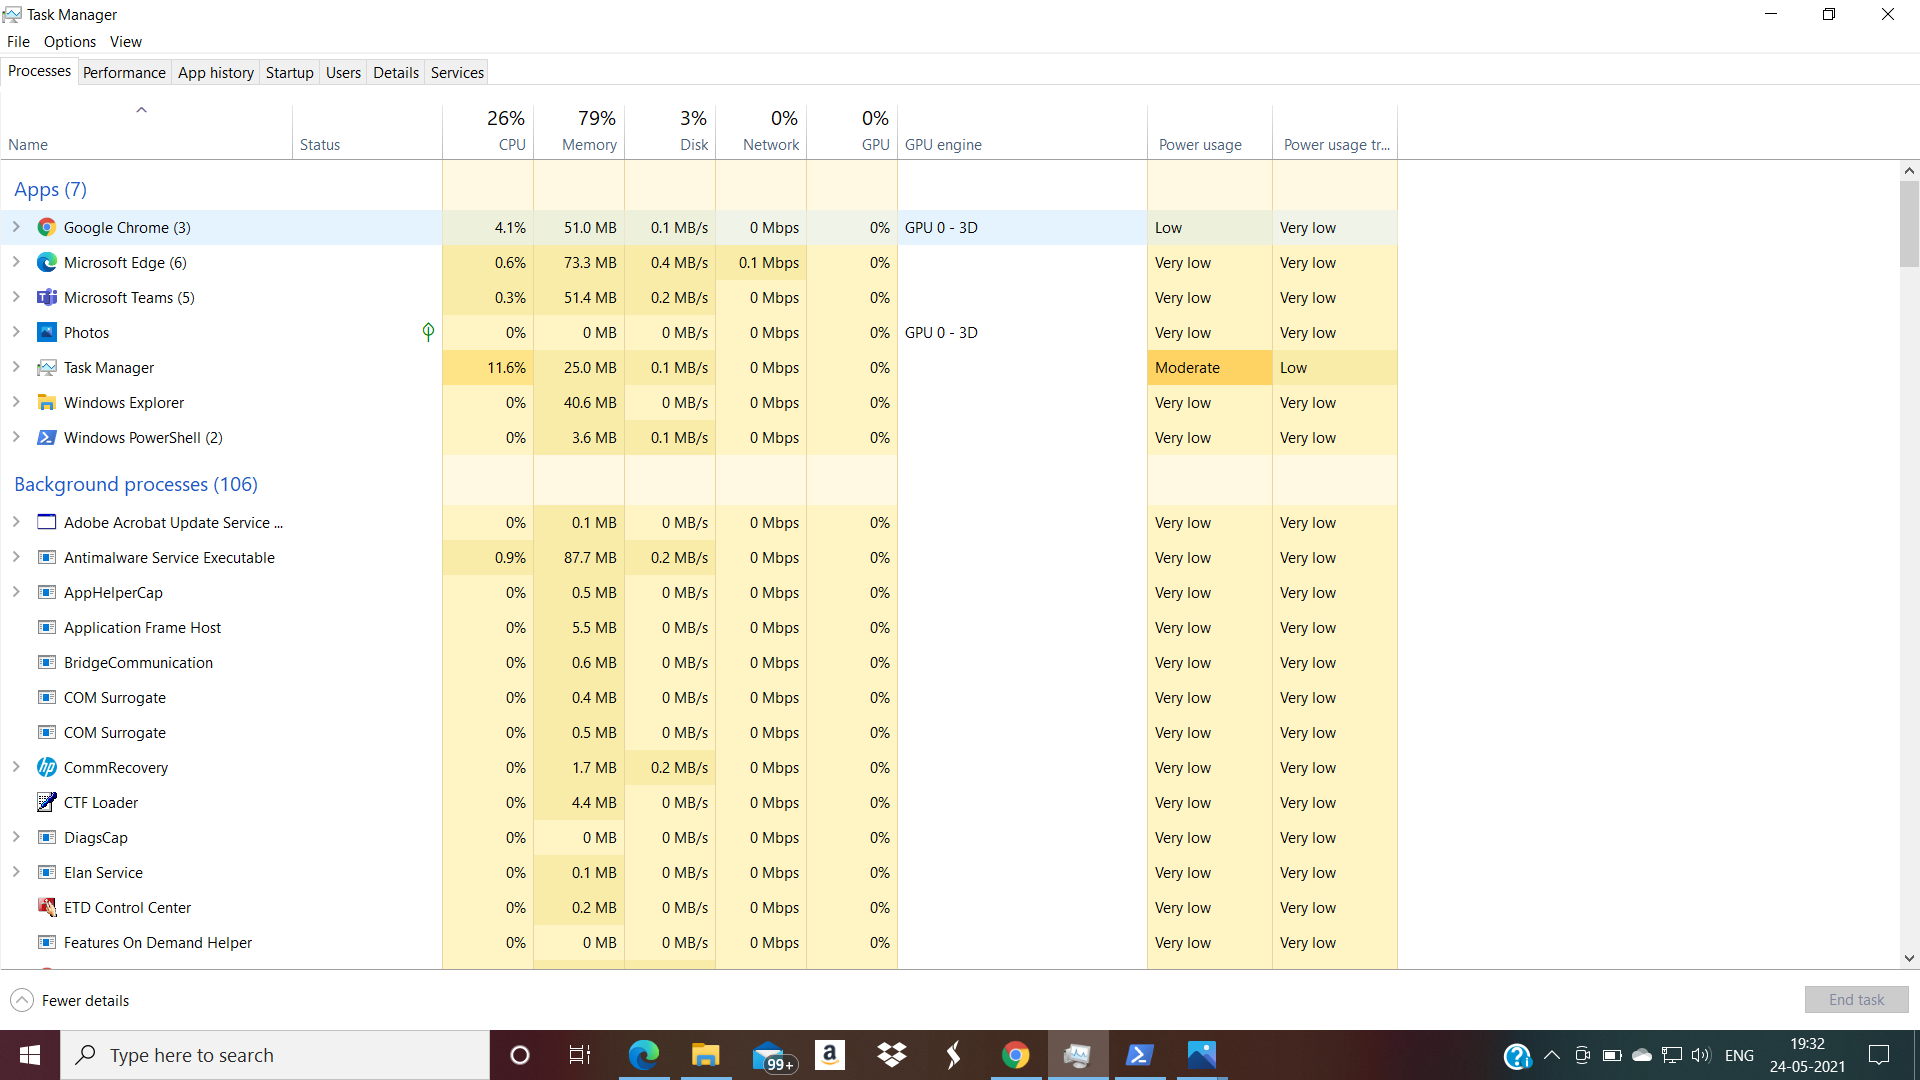 Task Manager
File Options View
Processes Performance App history Startup Users Details Services
26% 79% 3% 0% 0%
Name Status CPU Memory Disk Network GPU GPU engine Power usage Power usage tr...
Apps (7)
Google Chrome (3) 4.1% 51.0 MB 0.1 MB/s 0 Mbps 0% GPU 0 - 3D Low Very low
Microsoft Edge (6) 0.6% 73.3 MB 0.4 MB/s 0.1 Mbps 0% Very low Very low
Microsoft Teams (5) 0.3% 51.4 MB 0.2 MB/s 0 Mbps 0% Very low Very low
Photos 0% 0 MB 0 MB/s 0 Mbps 0% GPU 0 - 3D Very low Very low
Task Manager 11.6% 25.0 MB 0.1 MB/s 0 Mbps 0% Moderate Low
Windows Explorer 0% 40.6 MB 0 MB/s 0 Mbps 0% Very low Very low
Windows PowerShell (2) 0% 3.6 MB 0.1 MB/s 0 Mbps 0% Very low Very low
Background processes (106)
Adobe Acrobat Update Service ... 0% 0.1 MB 0 MB/s 0 Mbps 0% Very low Very low
Antimalware Service Executable 0.9% 87.7 MB 0.2 MB/s 0 Mbps 0% Very low Very low
AppHelperCap 0% 0.5 MB 0 MB/s 0 Mbps 0% Very low Very low
Application Frame Host 0% 5.5 MB 0 MB/s 0 Mbps 0% Very low Very low
BridgeCommunication 0% 0.6 MB 0 MB/s 0 Mbps 0% Very low Very low
COM Surrogate 0% 0.4 MB 0 MB/s 0 Mbps 0% Very low Very low
COM Surrogate 0% 0.5 MB 0 MB/s 0 Mbps 0% Very low Very low
CommRecovery 0% 1.7 MB 0.2 MB/s 0 Mbps 0% Very low Very low
CTF Loader 0% 4.4 MB 0 MB/s 0 Mbps 0% Very low Very low
DiagsCap 0% 0 MB 0 MB/s 0 Mbps 0% Very low Very low
Elan Service 0% 0.1 MB 0 MB/s 0 Mbps 0% Very low Very low
ETD Control Center 0% 0.2 MB 0 MB/s 0 Mbps 0% Very low Very low
Features On Demand Helper 0% 0 MB 0 MB/s 0 Mbps 0% Very low Very low
Fewer details End task
Type here to search 99+ a ENG 19:32
24-05-2021